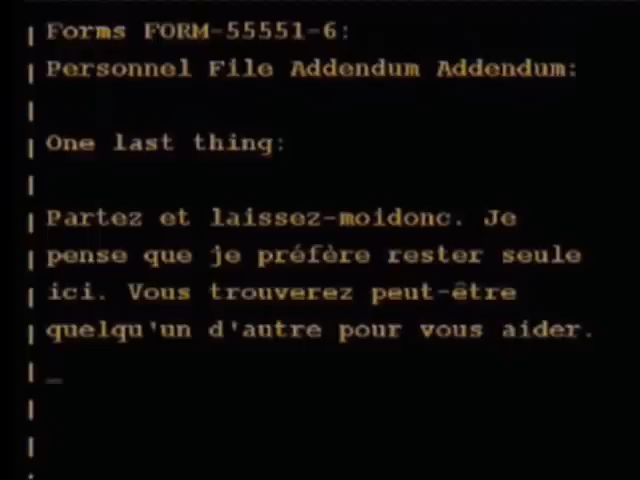 Forms FORM-55551-6:
Personnel File Addendum Addendum:
One last thing:
Partez et laissez-moidonc. Je
pense que je préfère rester seule
ici. Vous trouverez peut-être
quelqu'un d'autre pour vous aider.
_